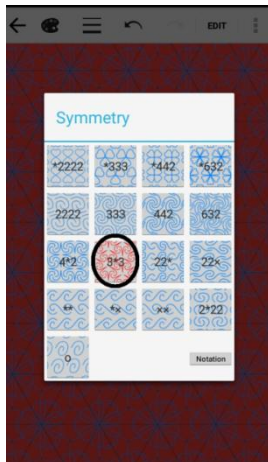 EDIT
Symmetry
*2222 *333 *442 *632
2222 333 442 632
4*2 3*3 22* 22×
** *× ×× 2*22
o
Notation